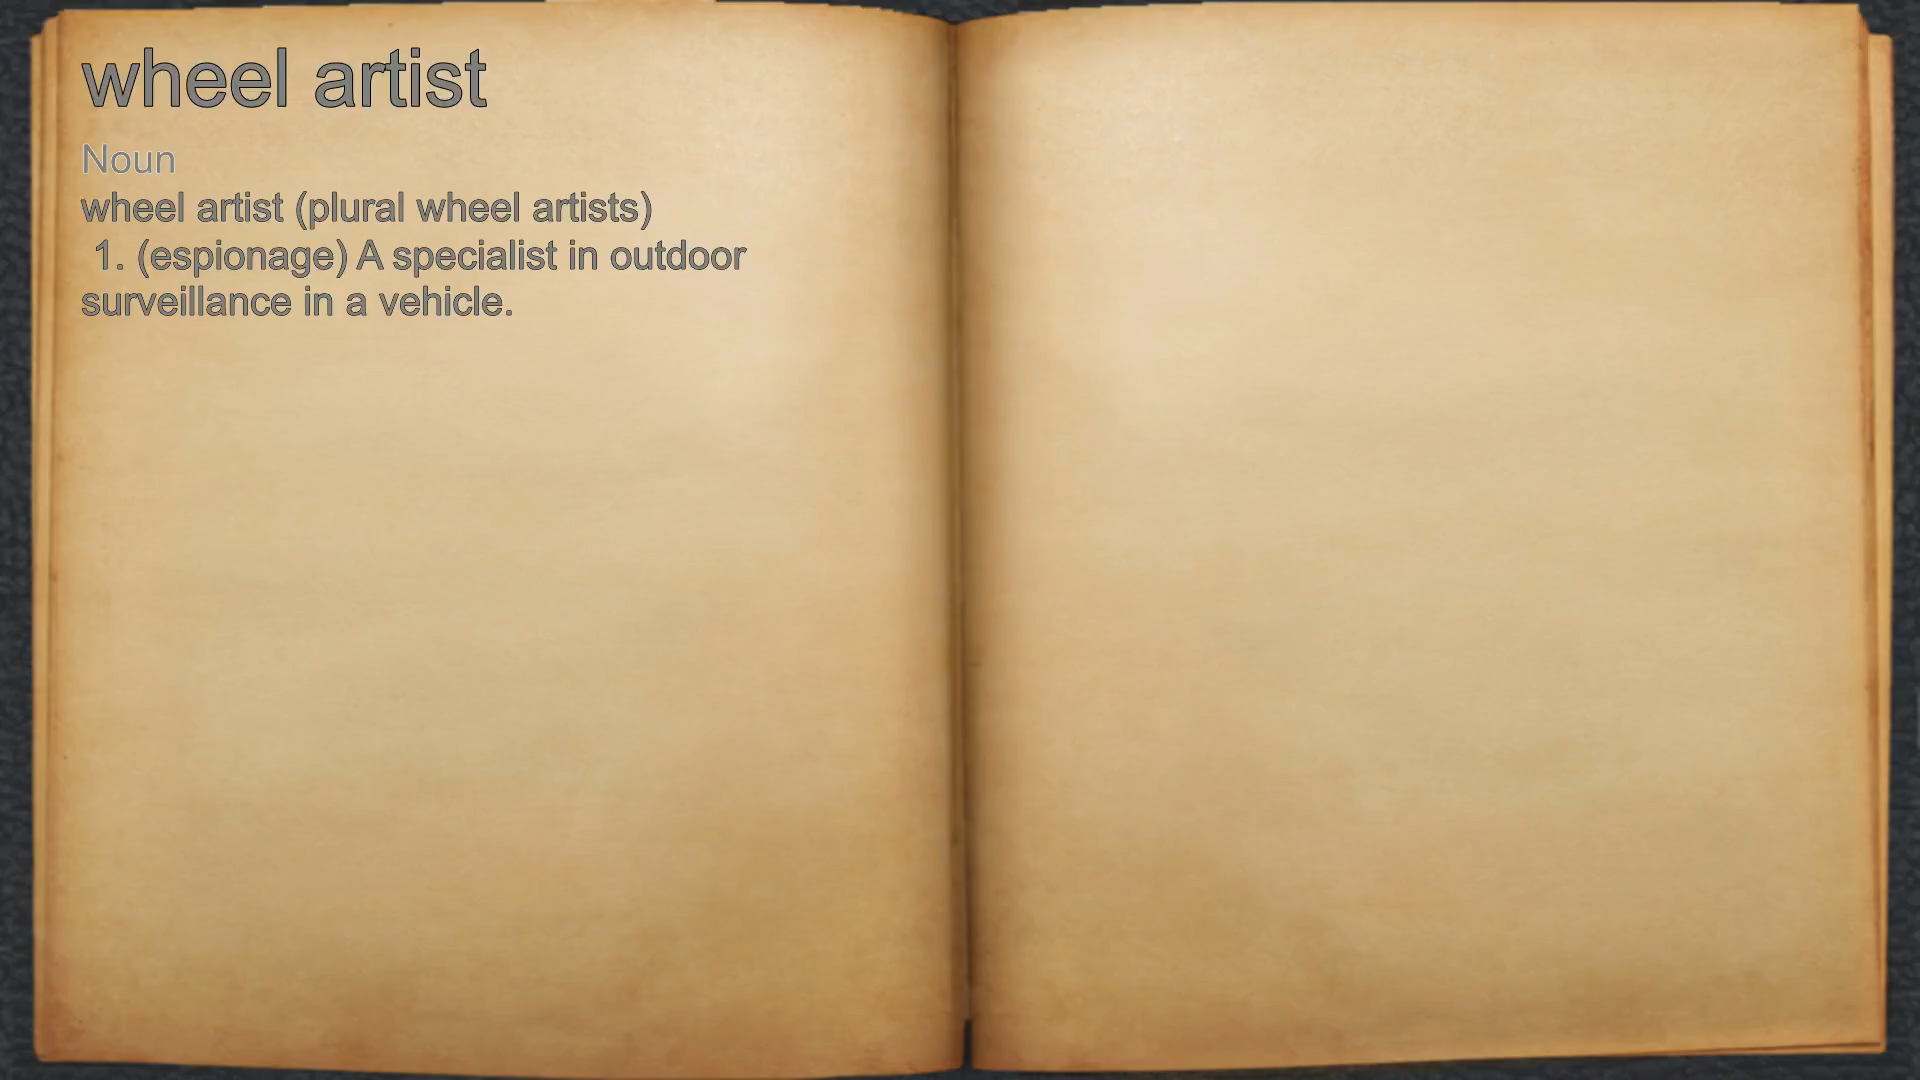 wheel artist
Noun
wheel artist (plural wheel artists)
1. (espionage) A specialist in outdoor
surveillance in a vehicle.